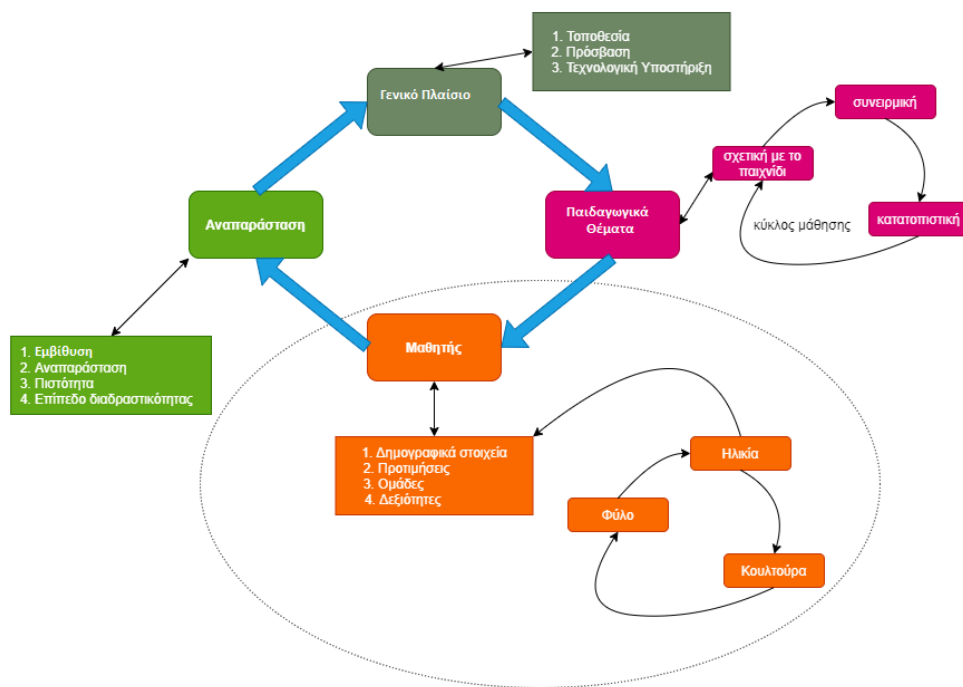 1. Τοποθεσία
2. Πρόσβαση
3. Τεχνολογική Υποστήριξη
Γενικό Πλαίσιο
συνειρμική
σχετική με το
παιχνίδι
κατατοπιστική
κύκλος μάθησης
Αναπαράσταση
Παιδαγωγικά
Θέματα
Μαθητής
1. Εμβίθυση
2. Αναπαράσταση
3. Πιστότητα
4. Επίπεδο διαδραστικότητας
1. Δημογραφικά στοιχεία
2. Προτιμήσεις
3. Ομάδες
4. Δεξιότητες
Ηλικία
Φύλο
Κουλτούρα